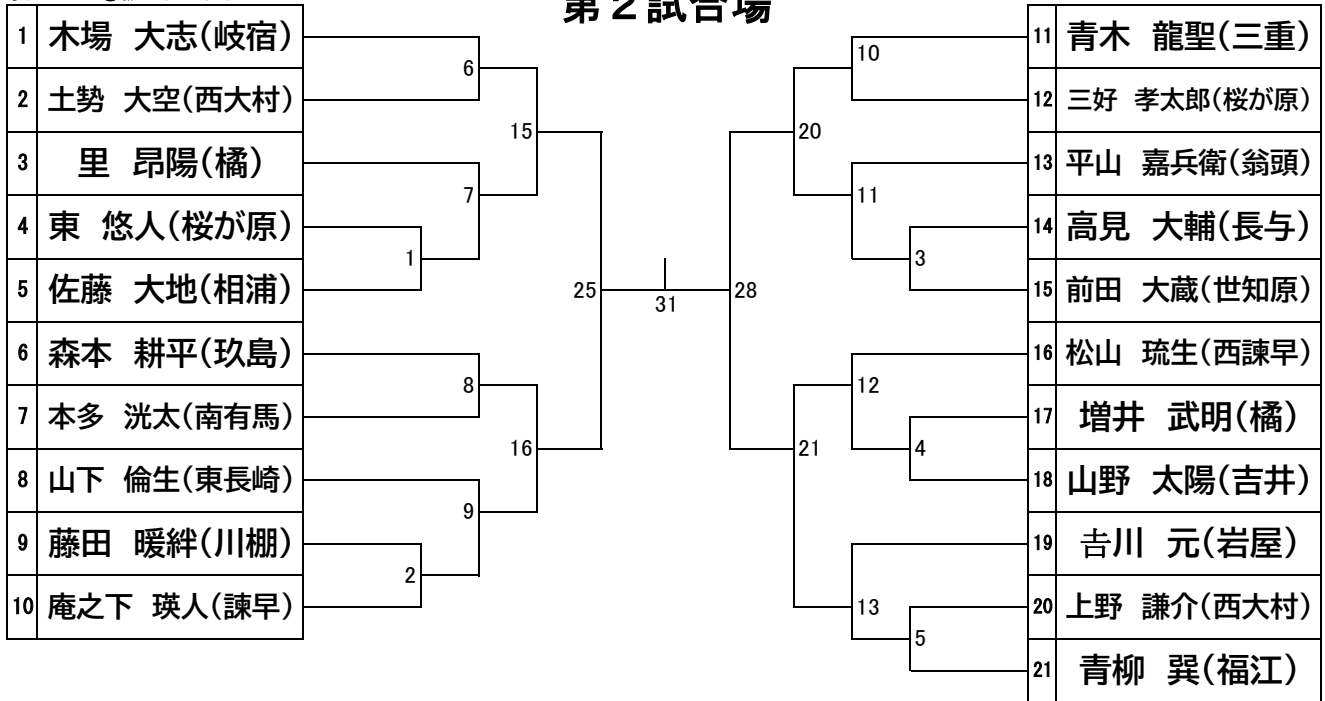 第２試合場
1 木場 大志(岐宿)
2 土勢 大空(西大村)
3 里 昂陽(橘)
4 東 悠人(桜が原)
5 佐藤 大地(相浦)
6 森本 耕平(玖島)
7 本多 洸太(南有馬)
8 山下 倫生(東長崎)
9 藤田 暖絆(川棚)
10 庵之下 瑛人(諫早)
6
15
7
1
25
8
16
9
2
31
10
20
11
3
28
12
21
4
13
5
11 青木 龍聖(三重)
12 三好 孝太郎(桜が原)
13 平山 嘉兵衛(翁頭)
14 高見 大輔(長与)
15 前田 大蔵(世知原)
16 松山 琉生(西諫早)
17 増井 武明(橘)
18 山野 太陽(吉井)
19 𠮷川 元(岩屋)
20 上野 謙介(西大村)
21 青柳 巽(福江)